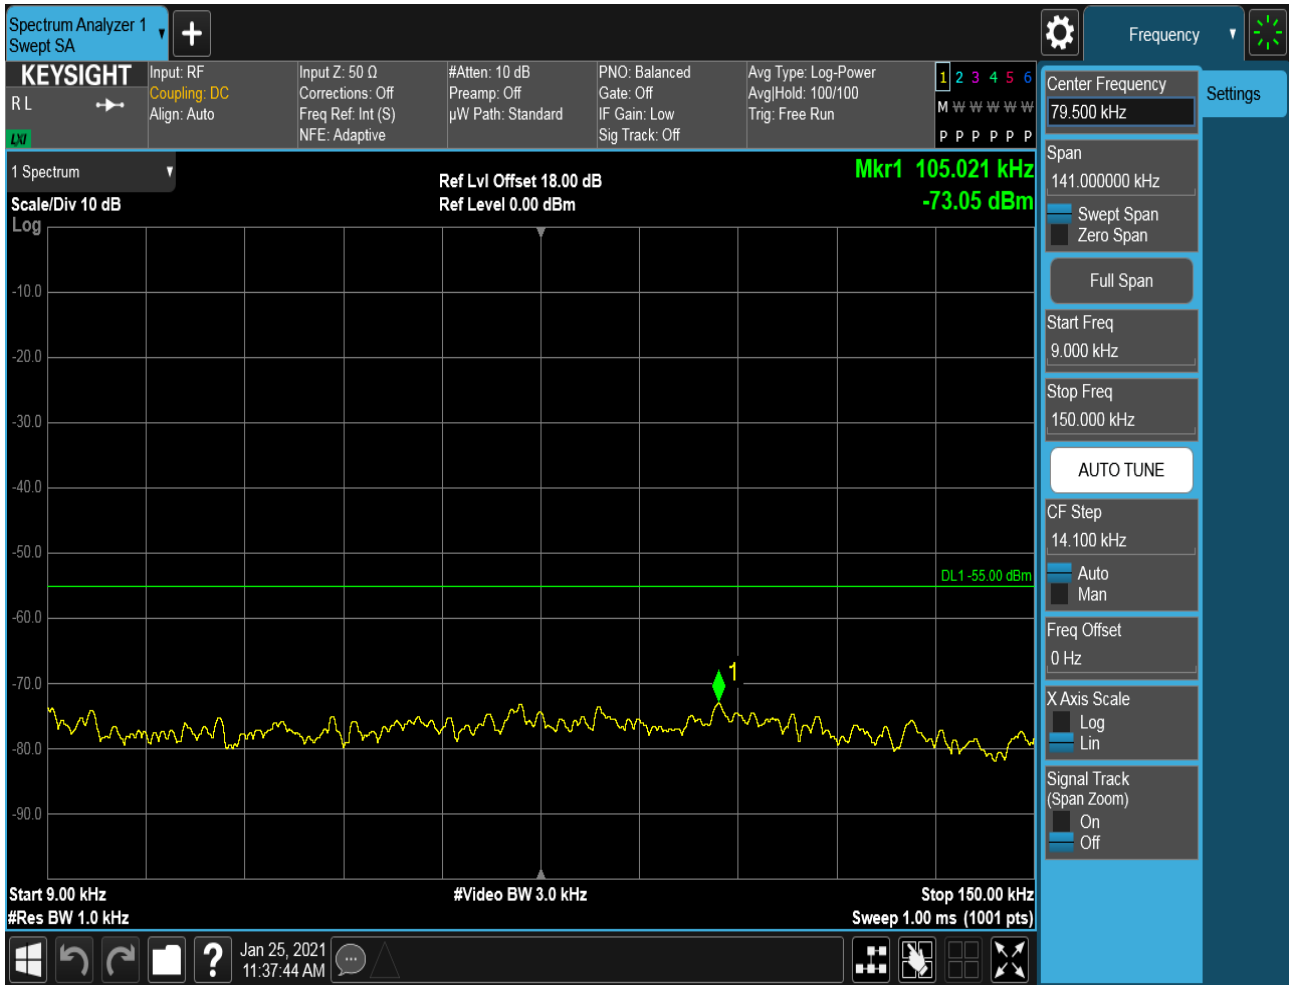 Spectrum Analyzer 1
Swept SA
+
Frequency
KEYSIGHT
R L
LXI
Input: RF
Coupling: DC
Align: Auto
Input Z: 50 Ω
Corrections: Off
Freq Ref: Int (S)
NFE: Adaptive
#Atten: 10 dB
Preamp: Off
µW Path: Standard
PNO: Balanced
Gate: Off
IF Gain: Low
Sig Track: Off
Avg Type: Log-Power
Avg|Hold: 100/100
Trig: Free Run
1 2 3 4 5 6
M W W W W W
P P P P P P
1 Spectrum
Scale/Div 10 dB
Log
Ref Lvl Offset 18.00 dB
Ref Level 0.00 dBm
Mkr1 105.021 kHz
-73.05 dBm
-10.0
-20.0
-30.0
-40.0
-50.0
DL1 -55.00 dBm
-60.0
1
-70.0
-80.0
-90.0
Start 9.00 kHz
#Video BW 3.0 kHz
Stop 150.00 kHz
#Res BW 1.0 kHz
Sweep 1.00 ms (1001 pts)
?
Jan 25, 2021
11:37:44 AM
Center Frequency
79.500 kHz
Settings
Span
141.000000 kHz
Swept Span
Zero Span
Full Span
Start Freq
9.000 kHz
Stop Freq
150.000 kHz
AUTO TUNE
CF Step
14.100 kHz
Auto
Man
Freq Offset
0 Hz
X Axis Scale
Log
Lin
Signal Track
(Span Zoom)
On
Off